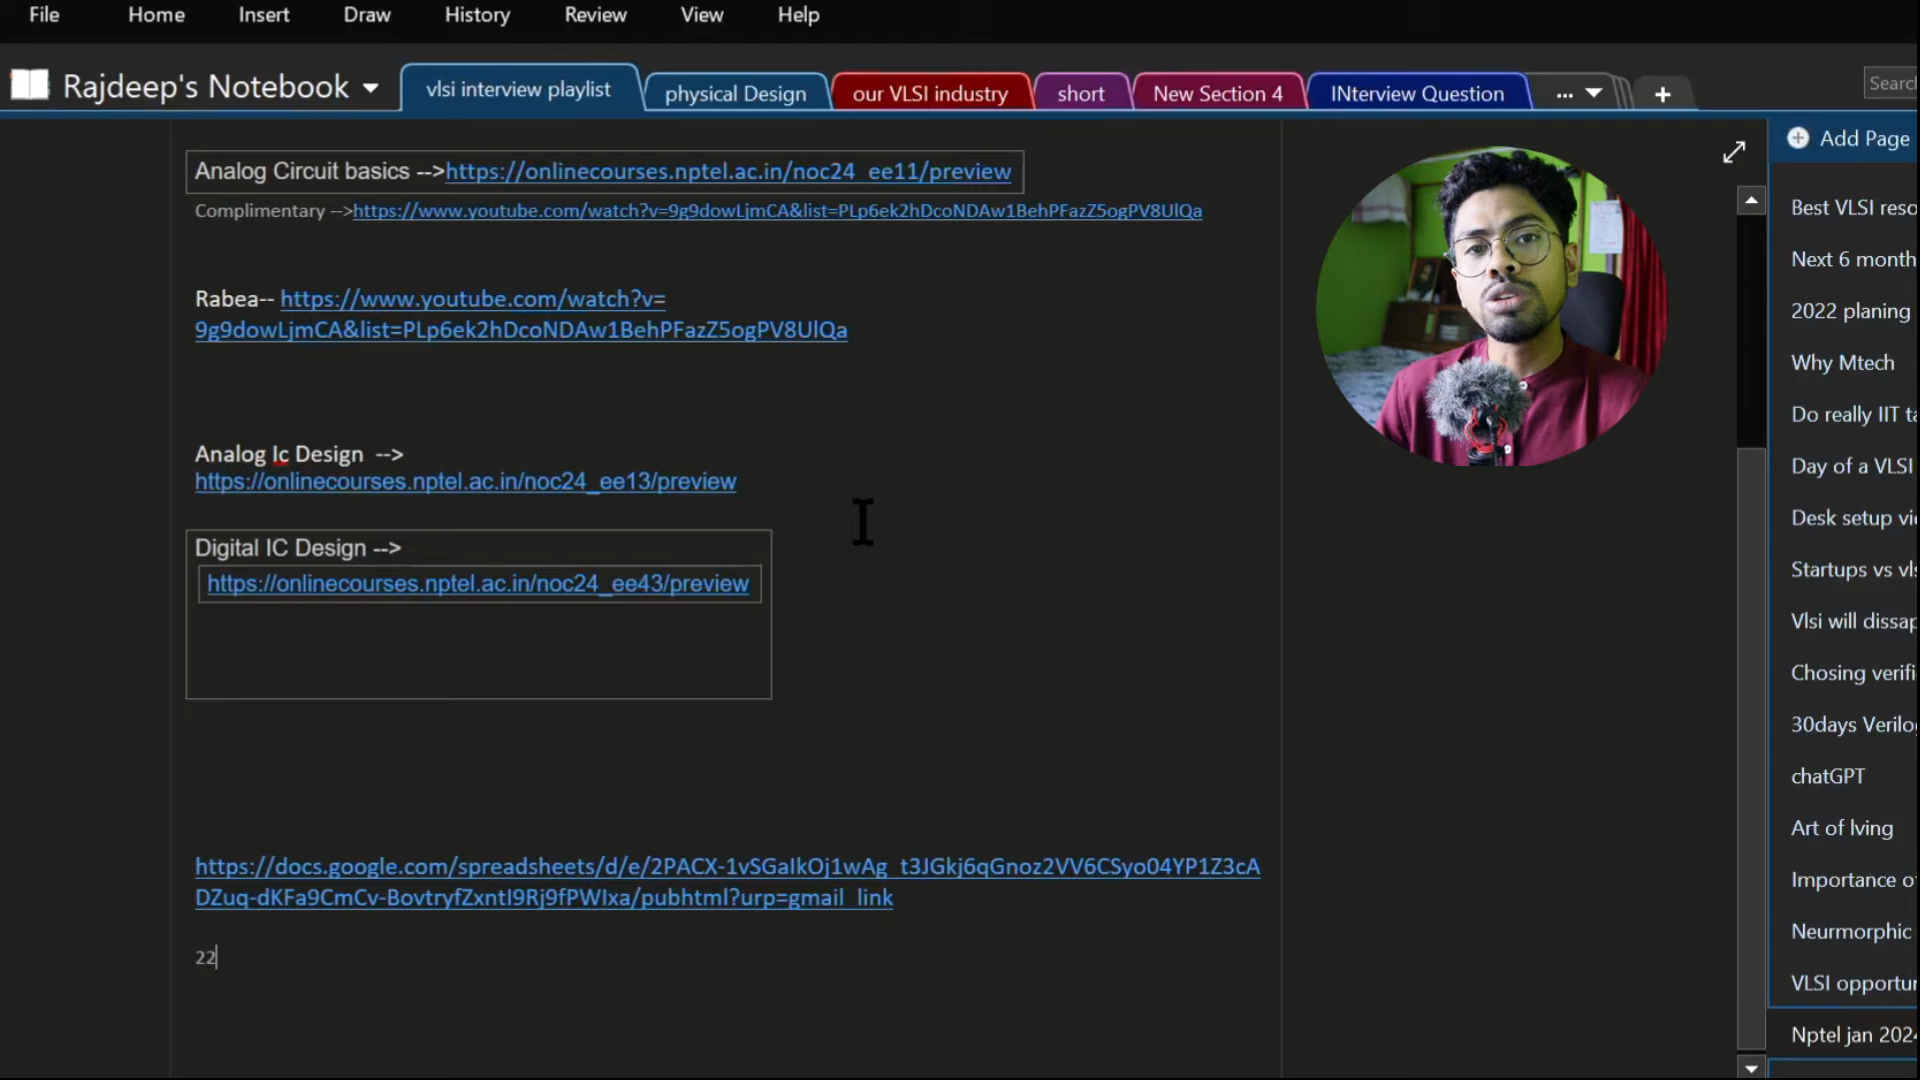 File Home Insert Draw History Review View Help
Rajdeep's Notebook vlsi interview playlist physical Design our VLSI industry short New Section 4 INterview Question ... +
Analog Circuit basics -->https://onlinecourses.nptel.ac.in/noc24_ee11/preview
Complimentary -->https://www.youtube.com/watch?v=9g9dowLjmCA&list=PLp6ek2hDcoNDAw1BehPFazZ5ogPV8UlQa
Rabea-- https://www.youtube.com/watch?v=
9g9dowLjmCA&list=PLp6ek2hDcoNDAw1BehPFazZ5ogPV8UlQa
Analog Ic Design -->
https://onlinecourses.nptel.ac.in/noc24_ee13/preview
Digital IC Design -->
https://onlinecourses.nptel.ac.in/noc24_ee43/preview
https://docs.google.com/spreadsheets/d/e/2PACX-1vSGaIkOj1wAg_t3JGkj6qGnoz2VV6CSyo04YP1Z3cA
DZuq-dKFa9CmCv-BovtryfZxntI9Rj9fPWIxa/pubhtml?urp=gmail_link
22
Add Page
Best VLSI reso
Next 6 month
2022 planing
Why Mtech
Do really IIT ta
Day of a VLSI
Desk setup vi
Startups vs vls
Vlsi will dissap
Chosing verifi
30days Verilo
chatGPT
Art of lving
Importance o
Neurmorphic
VLSI opportur
Nptel jan 2024